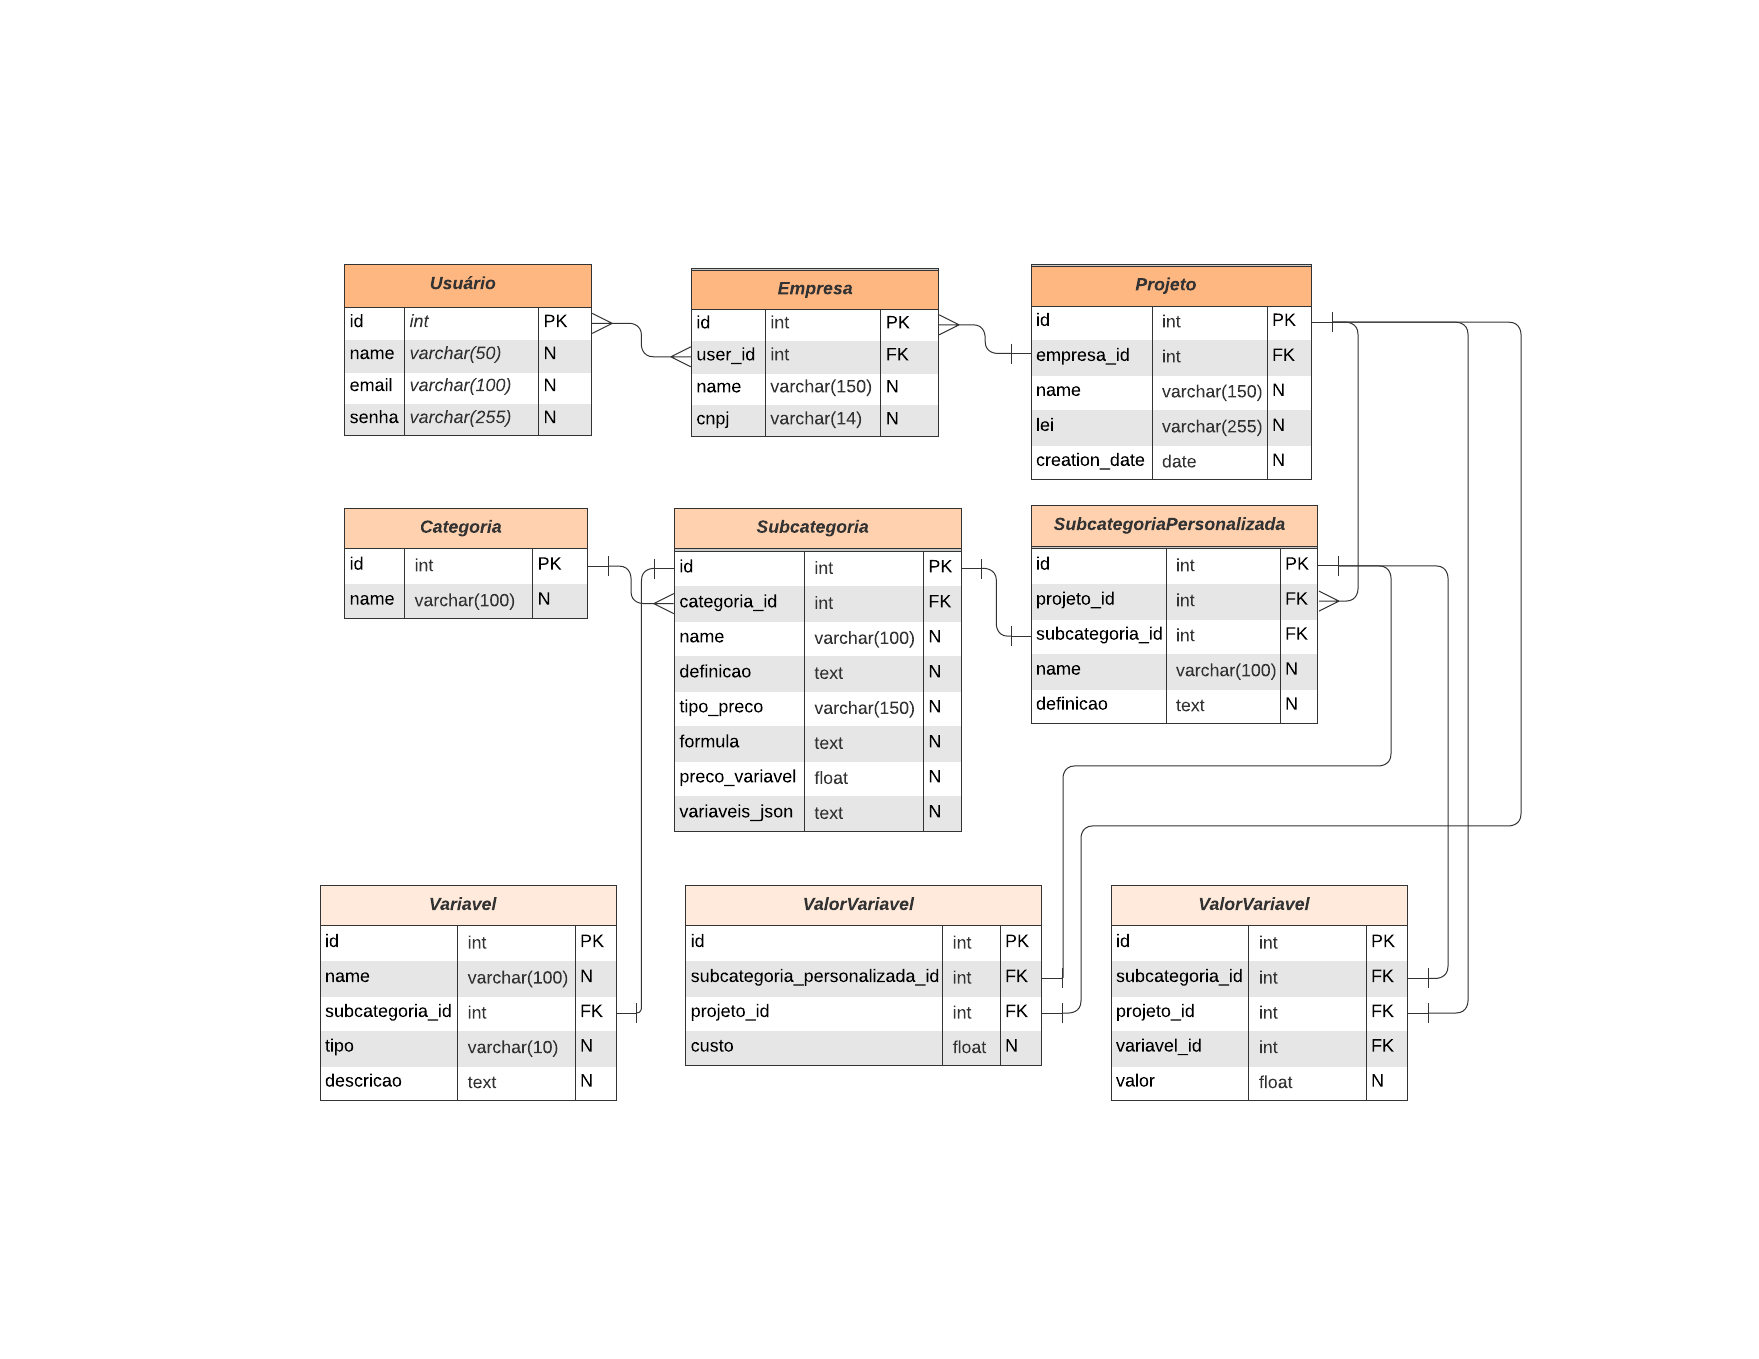 Usuário
id int PK
name varchar(50) N
email varchar(100) N
senha varchar(255) N
Empresa
id int PK
user_id int FK
name varchar(150) N
cnpj varchar(14) N
Projeto
id int PK
empresa_id int FK
name varchar(150) N
lei varchar(255) N
creation_date date N
Categoria
id int PK
name varchar(100) N
Subcategoria
id int PK
categoria_id int FK
name varchar(100) N
definicao text N
tipo_preco varchar(150) N
formula text N
preco_variavel float N
variaveis_json text N
SubcategoriaPersonalizada
id int PK
projeto_id int FK
subcategoria_id int FK
name varchar(100) N
definicao text N
Variavel
id int PK
name varchar(100) N
subcategoria_id int FK
tipo varchar(10) N
descricao text N
ValorVariavel
id int PK
subcategoria_personalizada_id int FK
projeto_id int FK
custo float N
ValorVariavel
id int PK
subcategoria_id int FK
projeto_id int FK
variavel_id int FK
valor float N